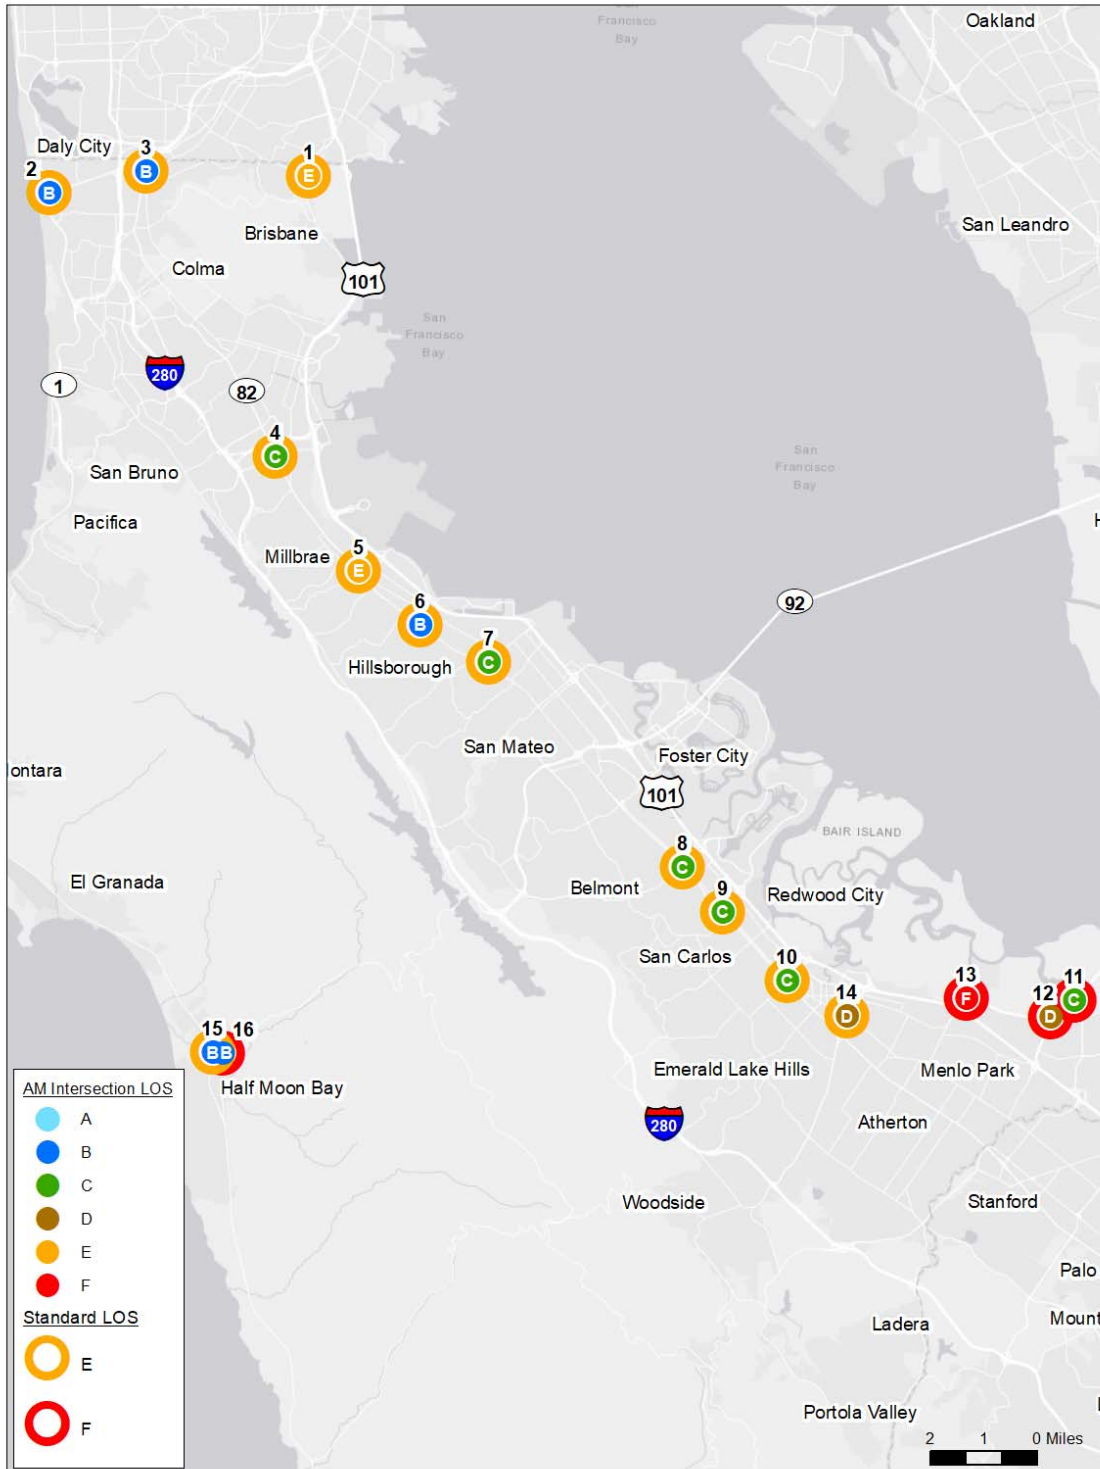 San
Francisco
Bay
Oakland
Daly City
3
1
2
B
E
B
San Leandro
Brisbane
Colma
101
San
Francisco
Bay
280
1
82
4
C
San Bruno
San
Francisco
Bay
Pacifica
H
5
Millbrae
E
6
92
B
7
Hillsborough
C
San Mateo
Foster City
lontara
101
BAIR ISLAND
8
C
El Granada
Belmont
9
Redwood City
C
San Carlos
10
C
13
11
14
12
F
C
D
D
15 16
B B
Emerald Lake Hills
Menlo Park
Half Moon Bay
280
Atherton
Woodside
Stanford
Palo
Mount
Ladera
Portola Valley
AM Intersection LOS
A
B
C
D
E
F
Standard LOS
E
F
2 1 0 Miles